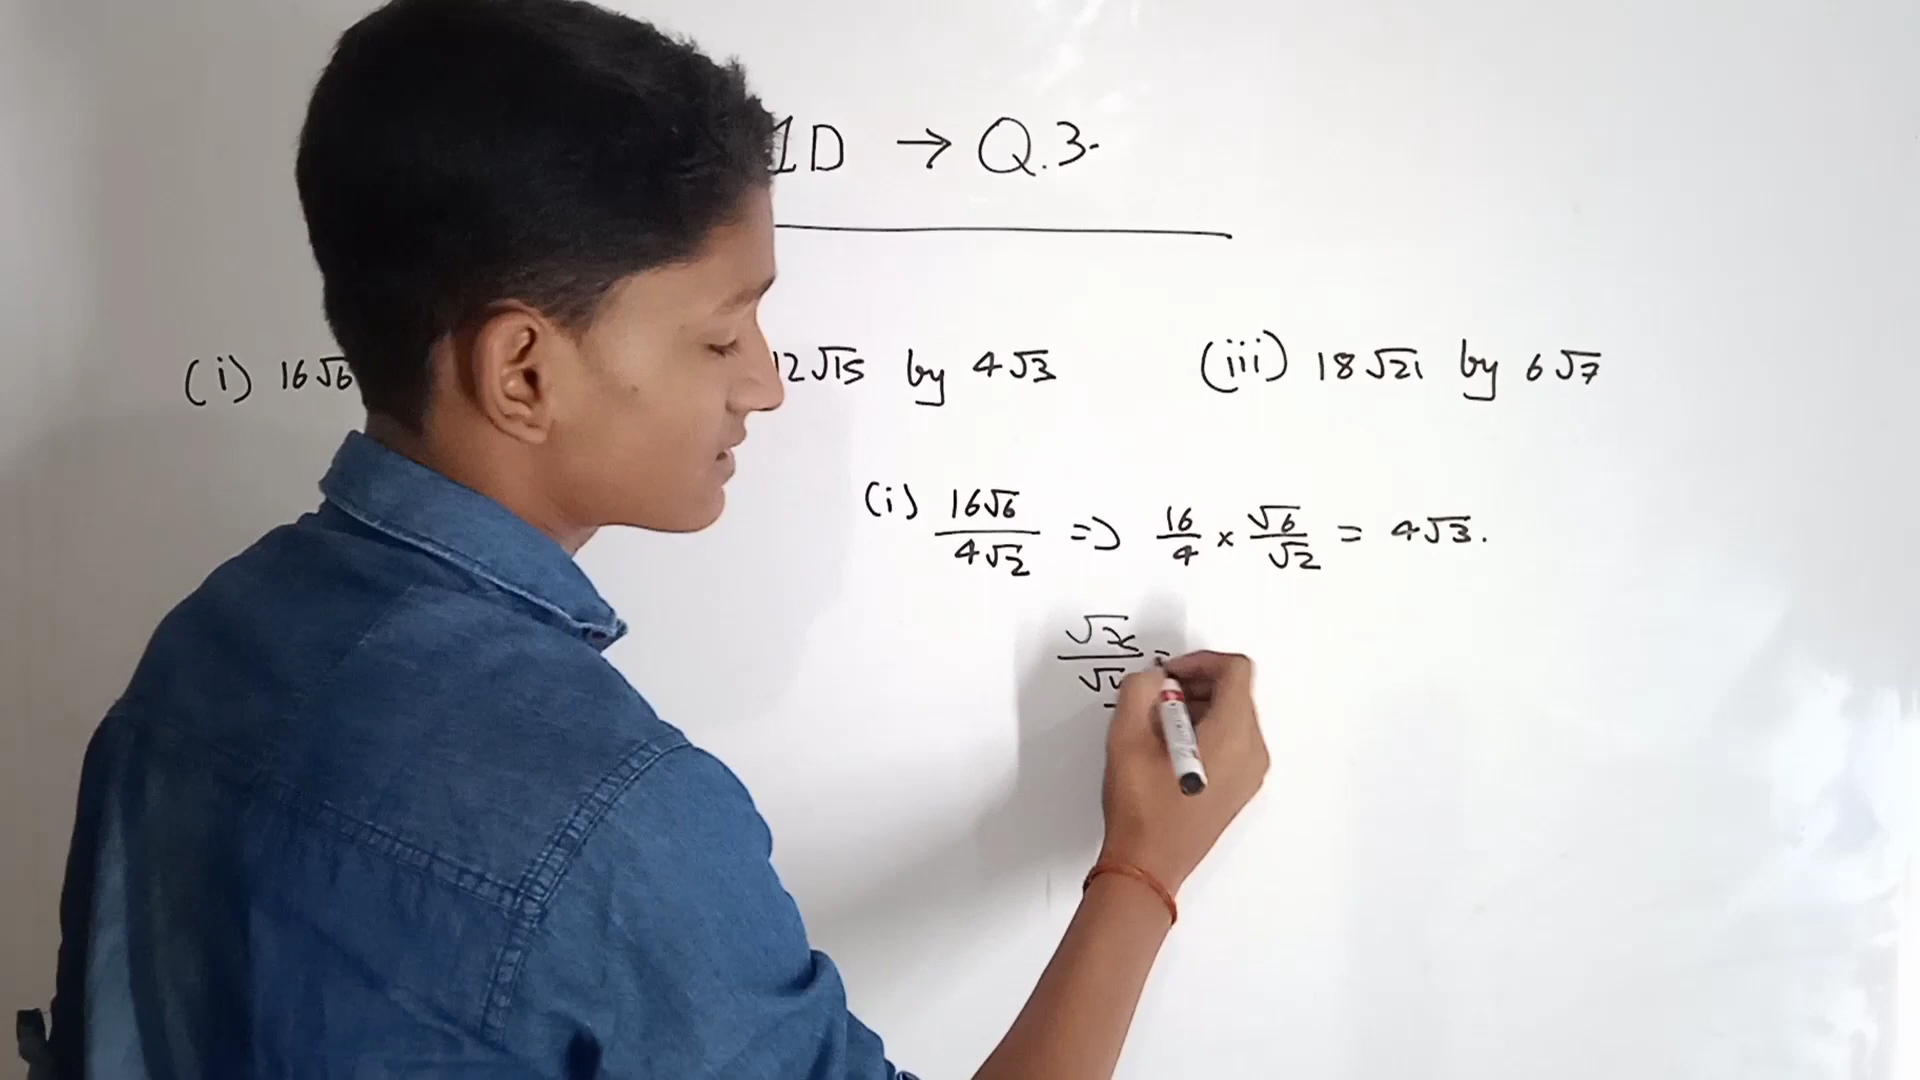 1D → Q.3.
(i) 16√6 12√15 by 4√3 (iii) 18√21 by 6√7
(i) 16√6/4√2 => 16/4 × √6/√2 = 4√3.
√x/√ =